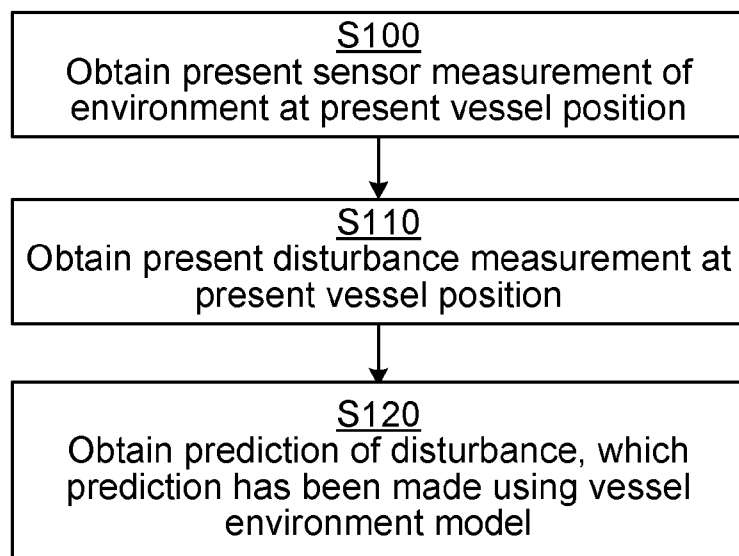 S100
Obtain present sensor measurement of
environment at present vessel position
S110
Obtain present disturbance measurement at
present vessel position
S120
Obtain prediction of disturbance, which
prediction has been made using vessel
environment model